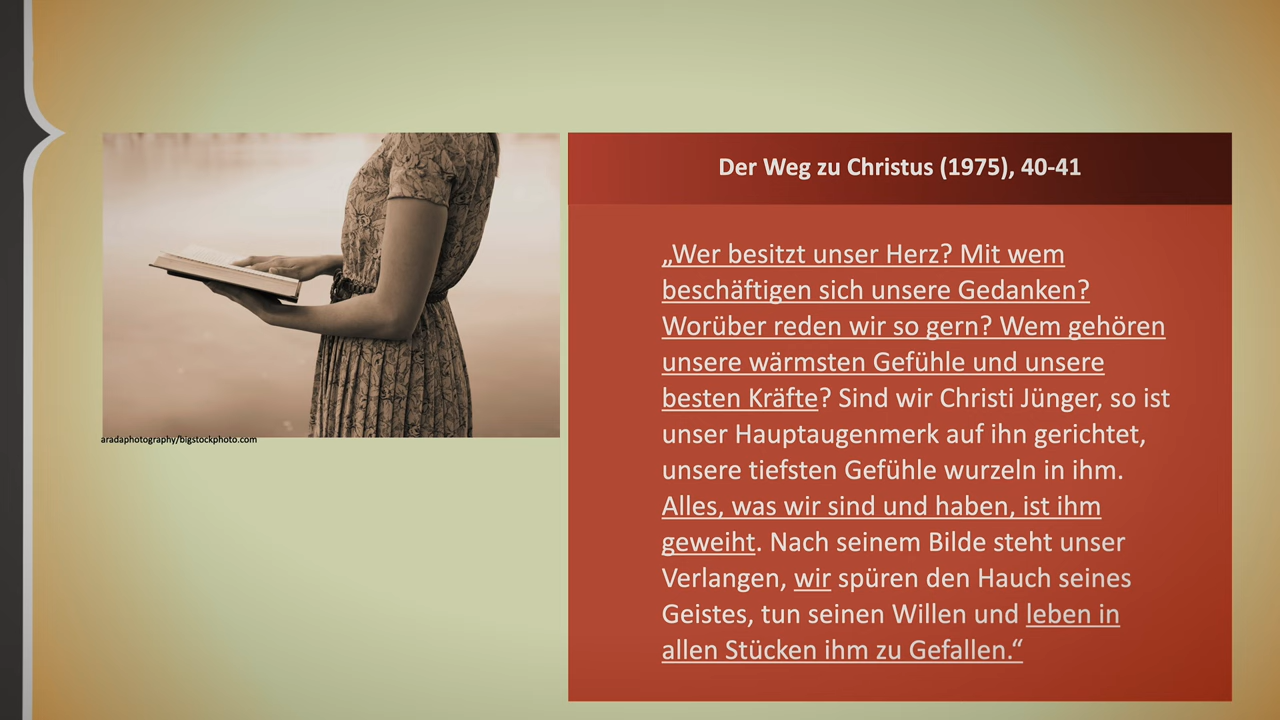 Der Weg zu Christus (1975), 40-41
„Wer besitzt unser Herz? Mit wem
beschäftigen sich unsere Gedanken?
Worüber reden wir so gern? Wem gehören
unsere wärmsten Gefühle und unsere
besten Kräfte? Sind wir Christi Jünger, so ist
unser Hauptaugenmerk auf ihn gerichtet,
unsere tiefsten Gefühle wurzeln in ihm.
Alles, was wir sind und haben, ist ihm
geweiht. Nach seinem Bilde steht unser
Verlangen, wir spüren den Hauch seines
Geistes, tun seinen Willen und leben in
allen Stücken ihm zu Gefallen.“
aradaphotography/bigstockphoto.com